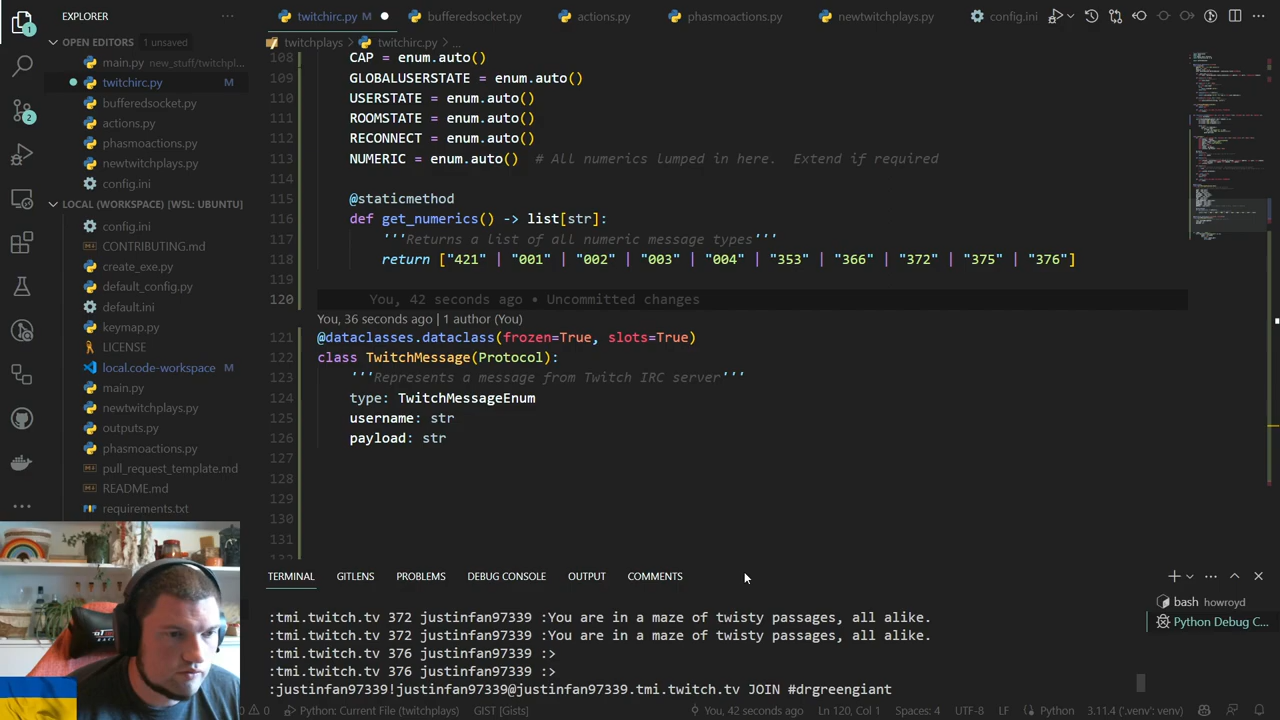 twitchirc.py M
bufferedsocket.py
actions.py
phasmoactions.py
newtwitchplays.py
config.ini
EXPLORER
OPEN EDITORS 1 unsaved
main.py new_stuff/twitchpl...
twitchirc.py M
bufferedsocket.py
actions.py
phasmoactions.py
newtwitchplays.py
config.ini
LOCAL (WORKSPACE) [WSL: UBUNTU]
config.ini
CONTRIBUTING.md
create_exe.py
default_config.py
default.ini
keymap.py
LICENSE
local.code-workspace M
main.py
newtwitchplays.py
outputs.py
phasmoactions.py
pull_request_template.md
README.md
requirements.txt
twitchplays > twitchirc.py > ...
108 CAP = enum.auto()
109 GLOBALUSERSTATE = enum.auto()
110 USERSTATE = enum.auto()
111 ROOMSTATE = enum.auto()
112 RECONNECT = enum.auto()
113 NUMERIC = enum.auto()  # All numerics lumped in here.  Extend if required
114
115 @staticmethod
116 def get_numerics() -> list[str]:
117 '''Returns a list of all numeric message types'''
118 return ["421" | "001" | "002" | "003" | "004" | "353" | "366" | "372" | "375" | "376"]
119
120 You, 42 seconds ago • Uncommitted changes
You, 36 seconds ago | 1 author (You)
121 @dataclasses.dataclass(frozen=True, slots=True)
122 class TwitchMessage(Protocol):
123 '''Represents a message from Twitch IRC server'''
124 type: TwitchMessageEnum
125 username: str
126 payload: str
127
128
129
130
131
132
TERMINAL GITLENS PROBLEMS DEBUG CONSOLE OUTPUT COMMENTS
:tmi.twitch.tv 372 justinfan97339 :You are in a maze of twisty passages, all alike.
:tmi.twitch.tv 372 justinfan97339 :You are in a maze of twisty passages, all alike.
:tmi.twitch.tv 376 justinfan97339 :>
:tmi.twitch.tv 376 justinfan97339 :>
:justinfan97339!justinfan97339@justinfan97339.tmi.twitch.tv JOIN #drgreengiant
bash howroyd
Python Debug C...
0 Python: Current File (twitchplays) GIST [Gists] You, 42 seconds ago Ln 120, Col 1 Spaces: 4 UTF-8 LF Python 3.11.4 ('.venv': venv)